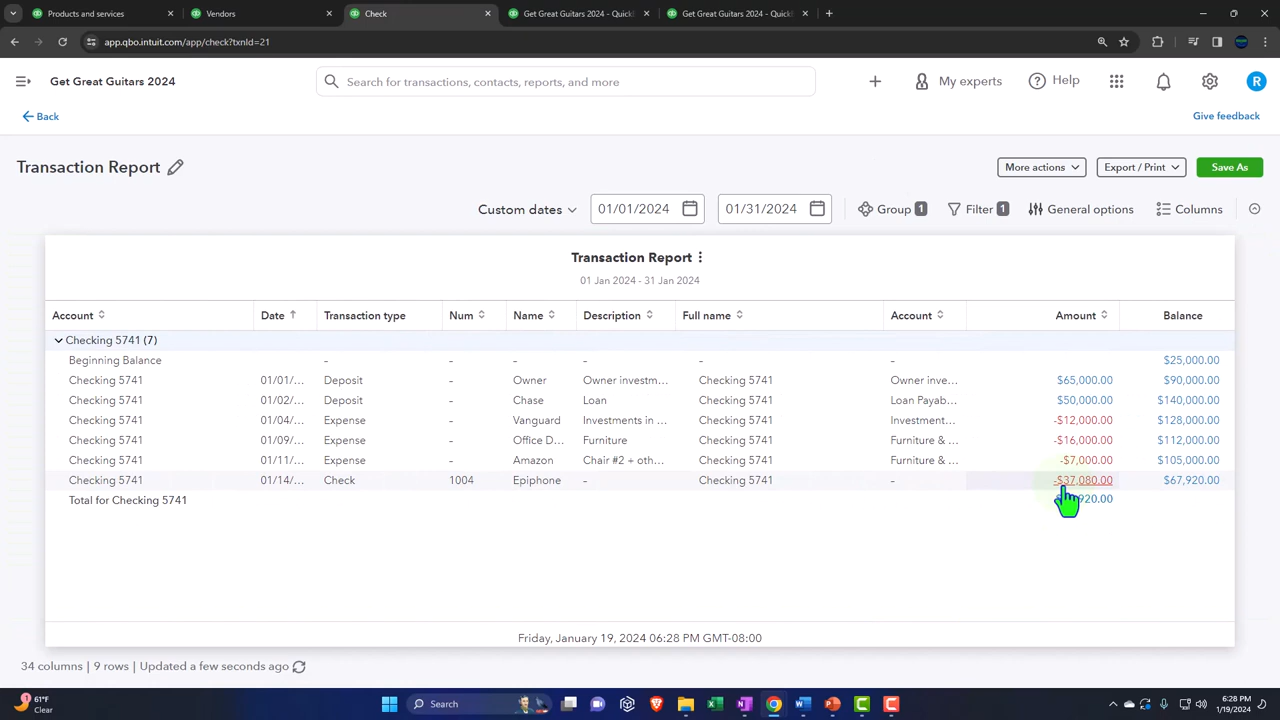 Products and services
Vendors
Check
Get Great Guitars 2024 - Quick
Get Great Guitars 2024 - Quick
app.qbo.intuit.com/app/check?txnId=21
Get Great Guitars 2024
Search for transactions, contacts, reports, and more
My experts
Help
R
Back
Give feedback
Transaction Report
More actions
Export / Print
Save As
Custom dates 01/01/2024 01/31/2024 Group 1 Filter 1 General options Columns
Transaction Report
01 Jan 2024 - 31 Jan 2024
Account Date Transaction type Num Name Description Full name Account Amount Balance
Checking 5741 (7)
Beginning Balance – – – – – – $25,000.00
Checking 5741 01/01/... Deposit – Owner Owner investm... Checking 5741 Owner inve... $65,000.00 $90,000.00
Checking 5741 01/02/... Deposit – Chase Loan Checking 5741 Loan Payab... $50,000.00 $140,000.00
Checking 5741 01/04/... Expense – Vanguard Investments in ... Checking 5741 Investment... -$12,000.00 $128,000.00
Checking 5741 01/09/... Expense – Office D... Furniture Checking 5741 Furniture & ... -$16,000.00 $112,000.00
Checking 5741 01/11/... Expense – Amazon Chair #2 + oth... Checking 5741 Furniture & ... -$7,000.00 $105,000.00
Checking 5741 01/14/... Check 1004 Epiphone – Checking 5741 – -$37,080.00 $67,920.00
Total for Checking 5741 920.00
Friday, January 19, 2024 06:28 PM GMT-08:00
34 columns | 9 rows | Updated a few seconds ago
61°F
Clear
Search
6:28 PM
1/19/2024